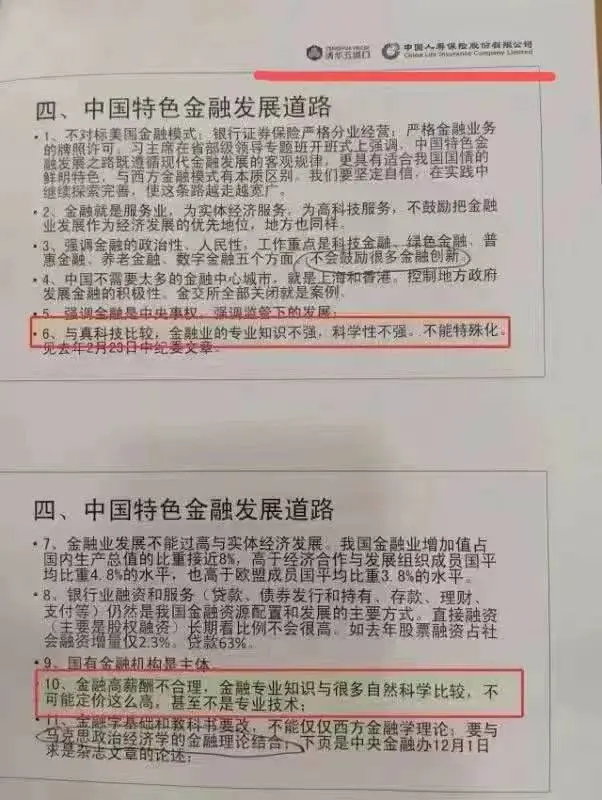 清华五道口
中国人寿保险股份有限公司
China Life Insurance Company Limited
四、中国特色金融发展道路
• 1、不对标美国金融模式；银行证券保险严格分业经营；严格金融业务
的牌照许可。习主席在省部级领导专题班开班式上强调，中国特色金
融发展之路既遵循现代金融发展的客观规律，更具有适合我国国情的
鲜明特色，与西方金融模式有本质区别。我们要坚定自信，在实践中
继续探索完善，使这条路越走越宽广。
• 2、金融就是服务业，为实体经济服务，为高科技服务，不鼓励把金融
业发展作为经济发展的优先地位，地方也同样。
• 3、强调金融的政治性、人民性，工作重点是科技金融、绿色金融、普
惠金融、养老金融、数字金融五个方面，不会鼓励很多金融创新。
• 4、中国不需要太多的金融中心城市，就是上海和香港。控制地方政府
发展金融的积极性。金交所全部关闭就是案例。
• 5、强调金融是中央事权，强调监管下的发展；
• 6、与真科技比较，金融业的专业知识不强，科学性不强。不能特殊化。
见去年2月23日中纪委文章。
四、中国特色金融发展道路
• 7、金融业发展不能过高与实体经济发展。我国金融业增加值占
国内生产总值的比重接近8%，高于经济合作与发展组织成员国平
均比重4.8%的水平，也高于欧盟成员国平均比重3.8%的水平。
• 8、银行业融资和服务（贷款、债券发行和持有、存款、理财、
支付等）仍然是我国金融资源配置和发展的主要方式。直接融资
（主要是股权融资）长期看比例不会很高。如去年股票融资占社
会融资增量仅2.3%。贷款63%。
• 9、国有金融机构是主体。
• 10、金融高薪酬不合理，金融专业知识与很多自然科学比较，不
可能定价这么高，甚至不是专业技术；
• 11、金融学基础和教科书要改，不能仅仅西方金融学理论；要与
马克思政治经济学的金融理论结合；下页是中央金融办12月1日
求是杂志文章的论述：